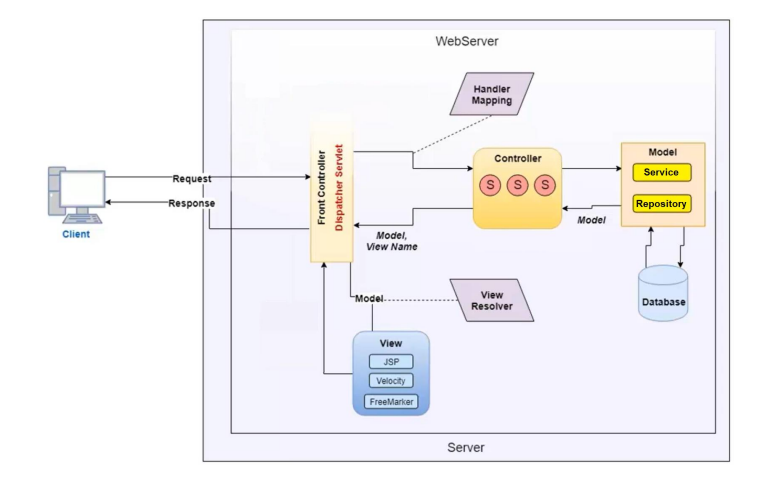 WebServer
Handler
Mapping
Front Controller
Dispatcher Servlet
Controller
S S S
Model
Service
Repository
Request
Response
Client
Model,
View Name
Model
Model
View
Resolver
Database
View
JSP
Velocity
FreeMarker
Server